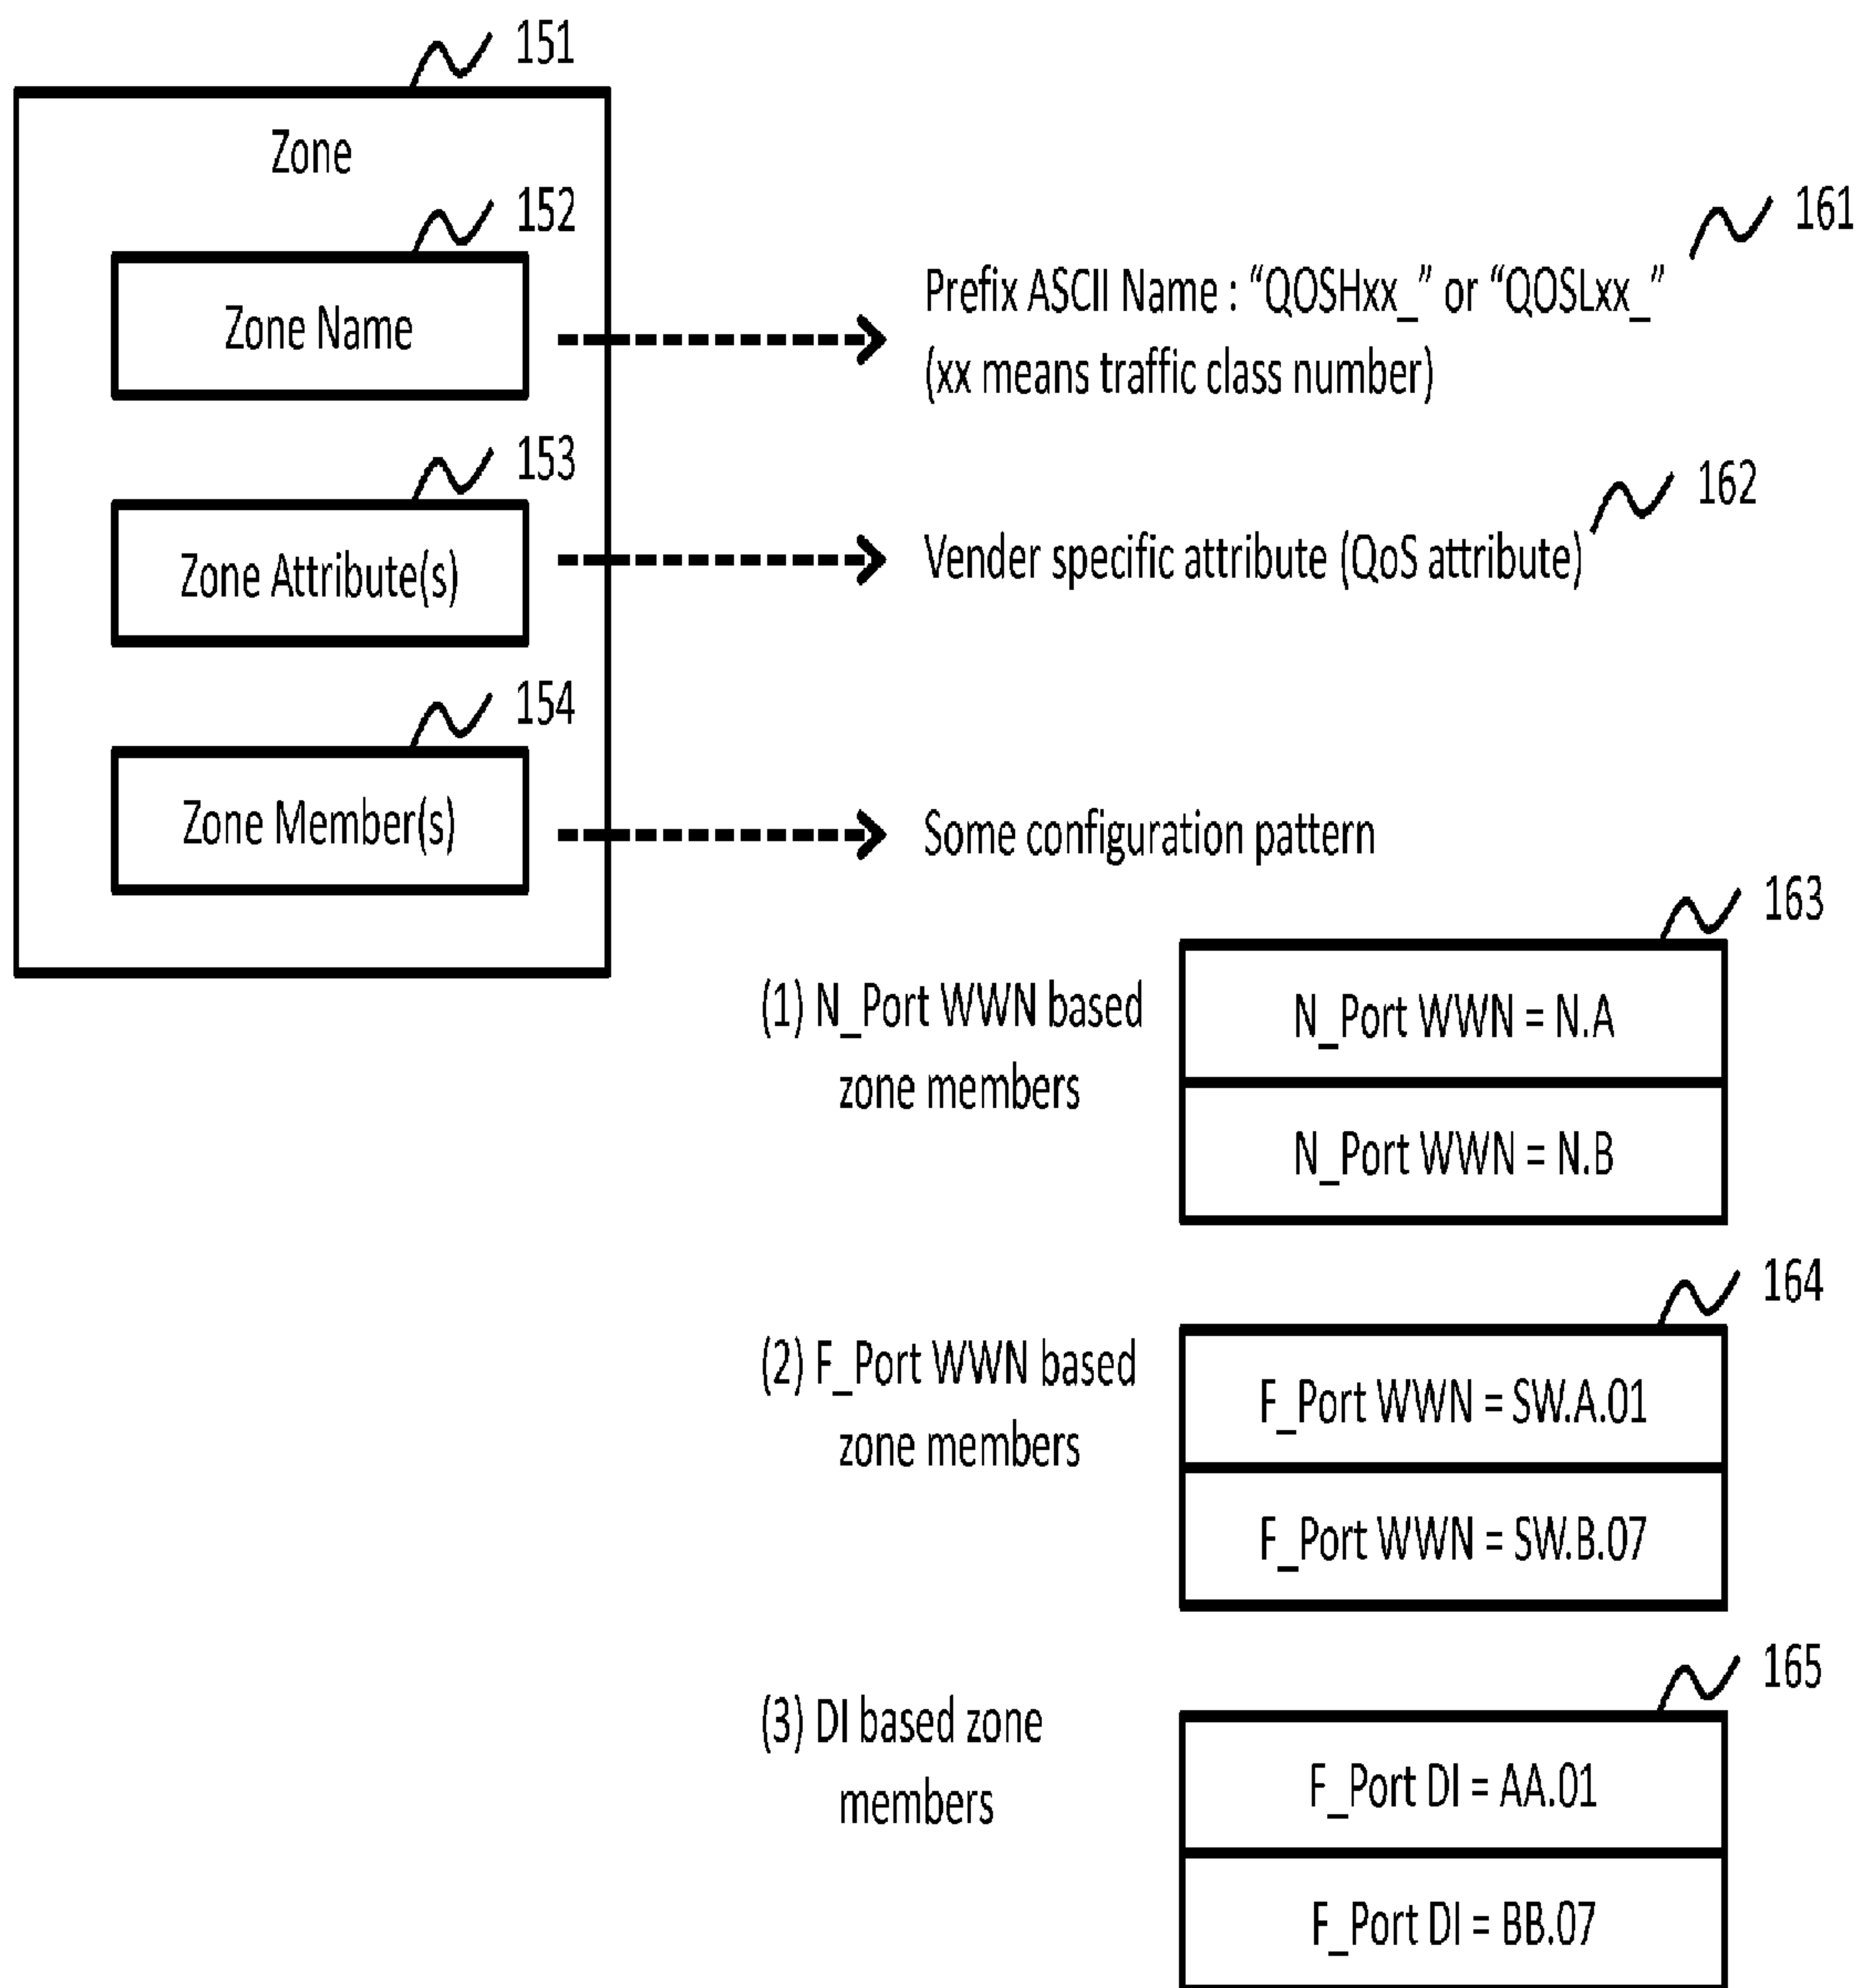 151
Zone
152
Zone Name
161
Prefix ASCII Name : “QOSHxx_” or “QOSLxx_”
(xx means traffic class number)
153
Zone Attribute(s)
162
Vender specific attribute (QoS attribute)
154
Zone Member(s)
Some configuration pattern
163
(1) N_Port WWN based
zone members
N_Port WWN = N.A
N_Port WWN = N.B
164
(2) F_Port WWN based
zone members
F_Port WWN = SW.A.01
F_Port WWN = SW.B.07
165
(3) DI based zone
members
F_Port DI = AA.01
F_Port DI = BB.07